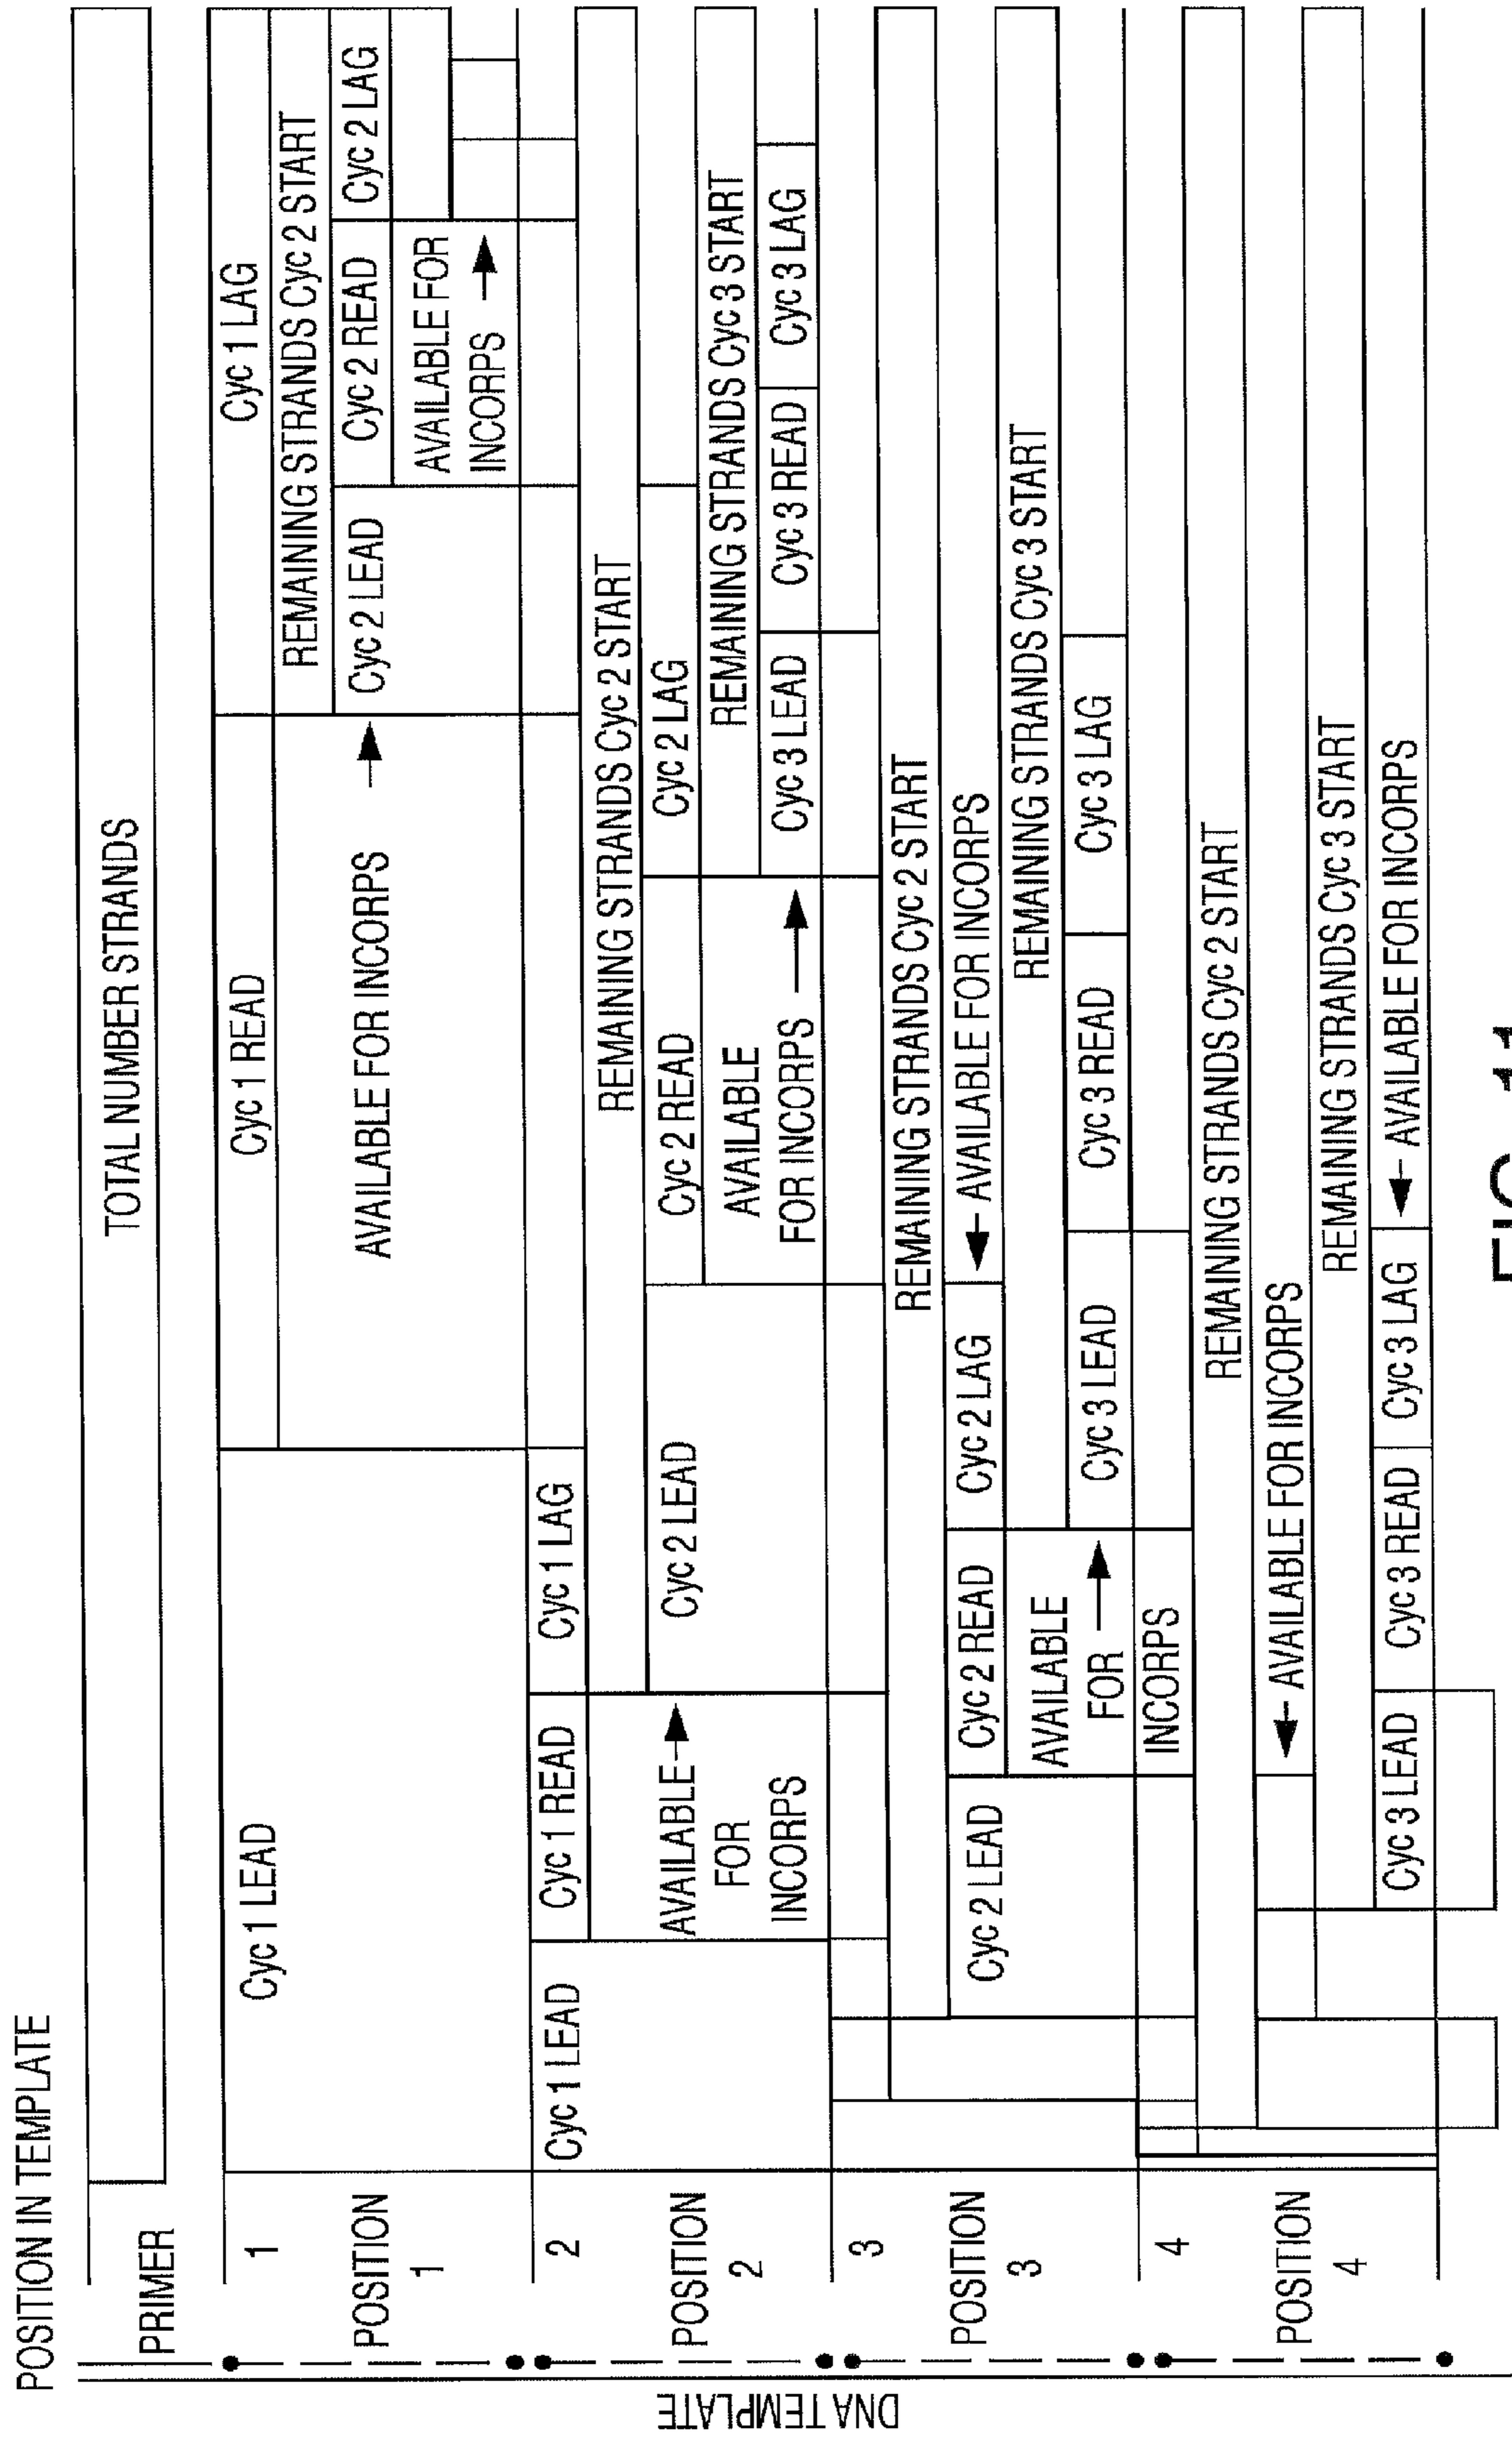 POSITION IN TEMPLATE
DNA TEMPLATE
PRIMER
TOTAL NUMBER STRANDS
1
POSITION
1
Cyc 1 LEAD
Cyc 1 READ
Cyc 1 LAG
AVAILABLE FOR INCORPS
REMAINING STRANDS Cyc 2 START
Cyc 2 LEAD
Cyc 2 READ
Cyc 2 LAG
AVAILABLE FOR
INCORPS
2
POSITION
2
Cyc 1 LEAD
Cyc 1 READ
Cyc 1 LAG
AVAILABLE
FOR
INCORPS
REMAINING STRANDS Cyc 2 START
Cyc 2 LEAD
Cyc 2 READ
Cyc 2 LAG
AVAILABLE
FOR INCORPS
REMAINING STRANDS Cyc 3 START
Cyc 3 LEAD
Cyc 3 READ
Cyc 3 LAG
3
POSITION
3
REMAINING STRANDS Cyc 2 START
Cyc 2 LEAD
Cyc 2 READ
Cyc 2 LAG
AVAILABLE FOR INCORPS
AVAILABLE
FOR
INCORPS
REMAINING STRANDS Cyc 3 START
Cyc 3 LEAD
Cyc 3 READ
Cyc 3 LAG
4
POSITION
4
REMAINING STRANDS Cyc 2 START
AVAILABLE FOR INCORPS
REMAINING STRANDS Cyc 3 START
Cyc 3 LEAD
Cyc 3 READ
Cyc 3 LAG
AVAILABLE FOR INCORPS